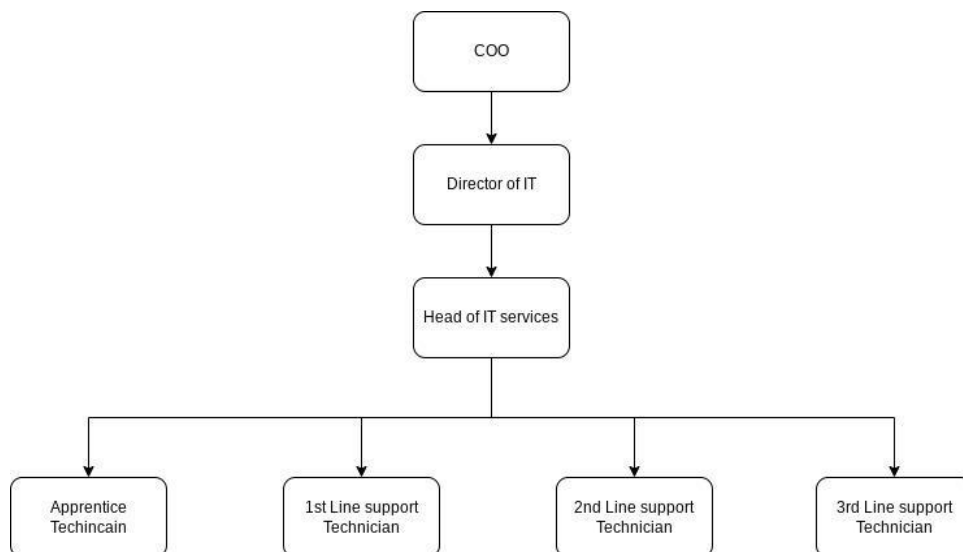 COO
Director of IT
Head of IT services
Apprentice
Techincain
1st Line support
Technician
2nd Line support
Technician
3rd Line support
Technician